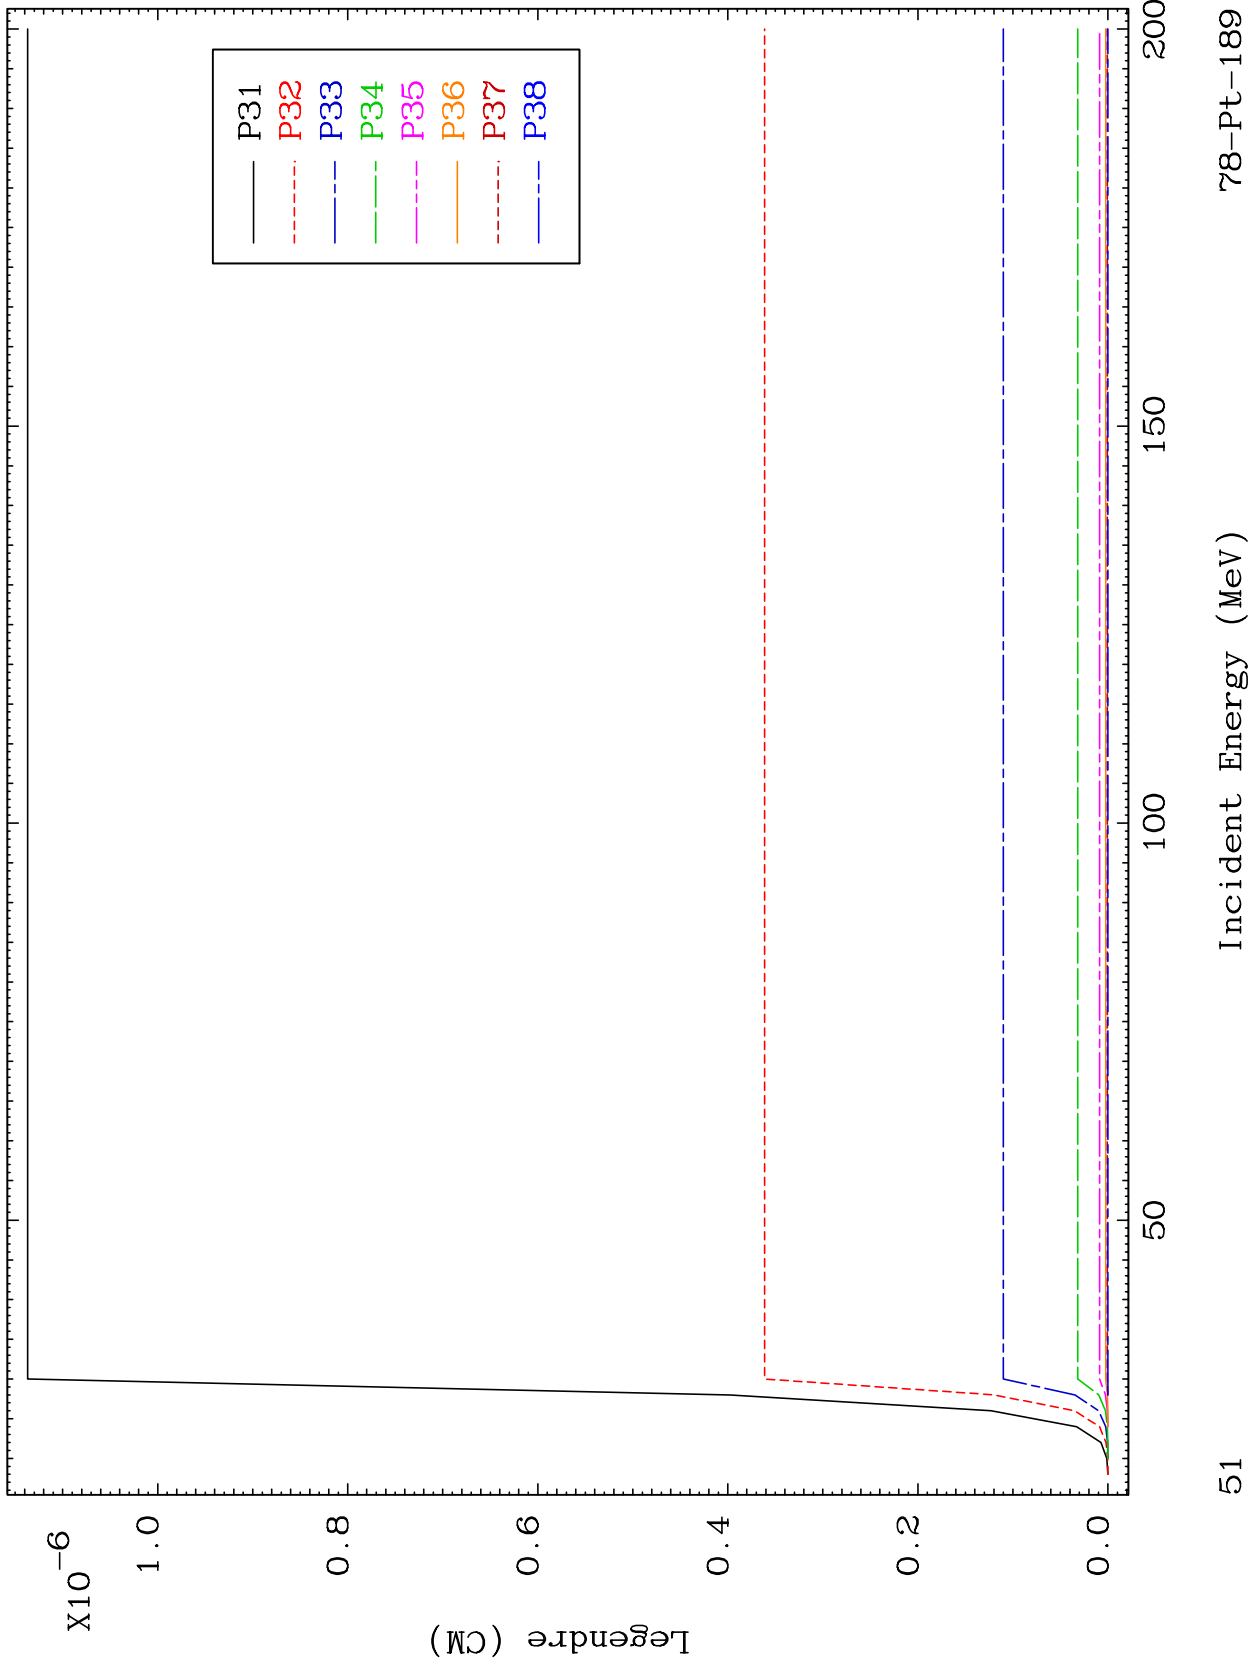 X10-6
1.0
0.8
0.6
0.4
0.2
0.0
Legendre (CM)
P31
P32
P33
P34
P35
P36
P37
P38
50
100
150
200
Incident Energy (MeV)
51
78-Pt-189